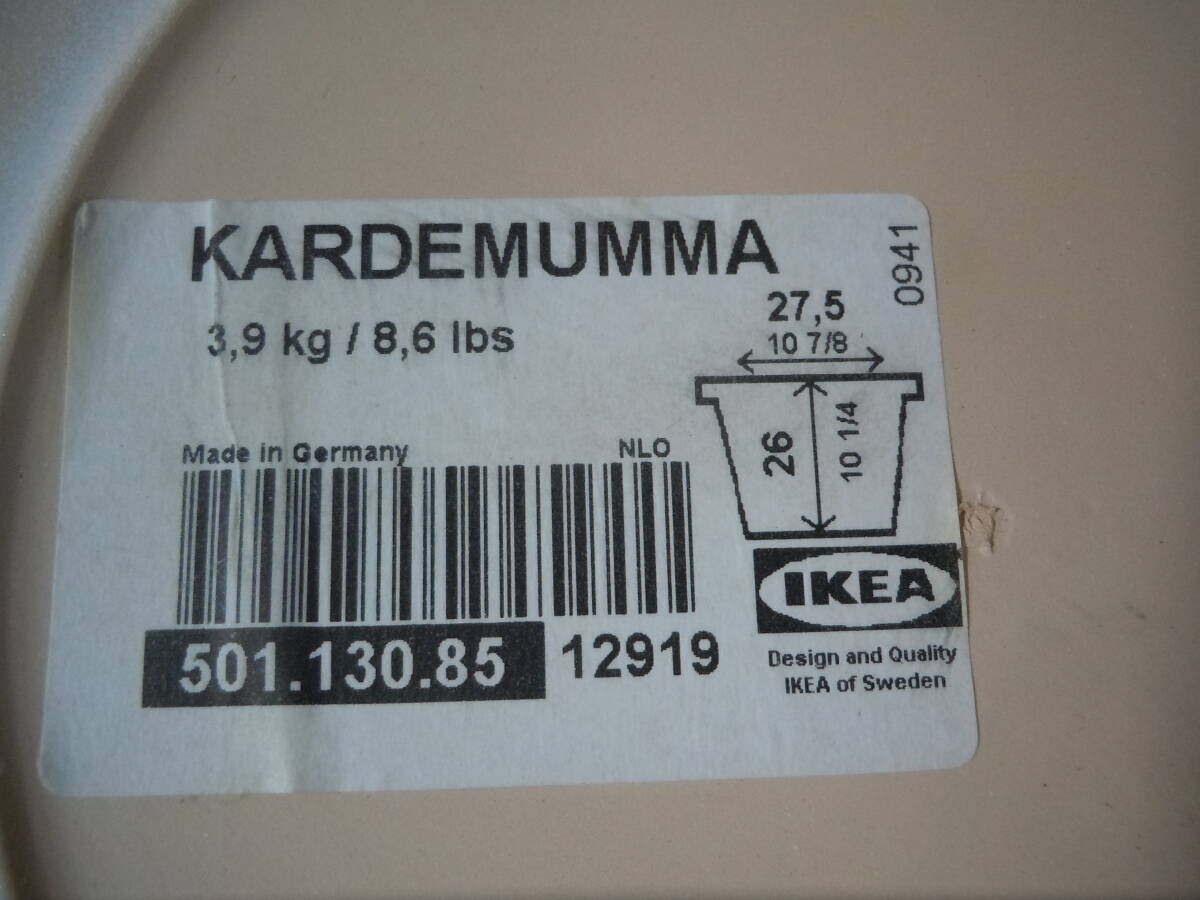 KARDEMUMMA
0941
3,9 kg / 8,6 lbs
27,5
10 7/8
26
10 1/4
Made in Germany
NLO
501.130.85
12919
IKEA
Design and Quality
IKEA of Sweden